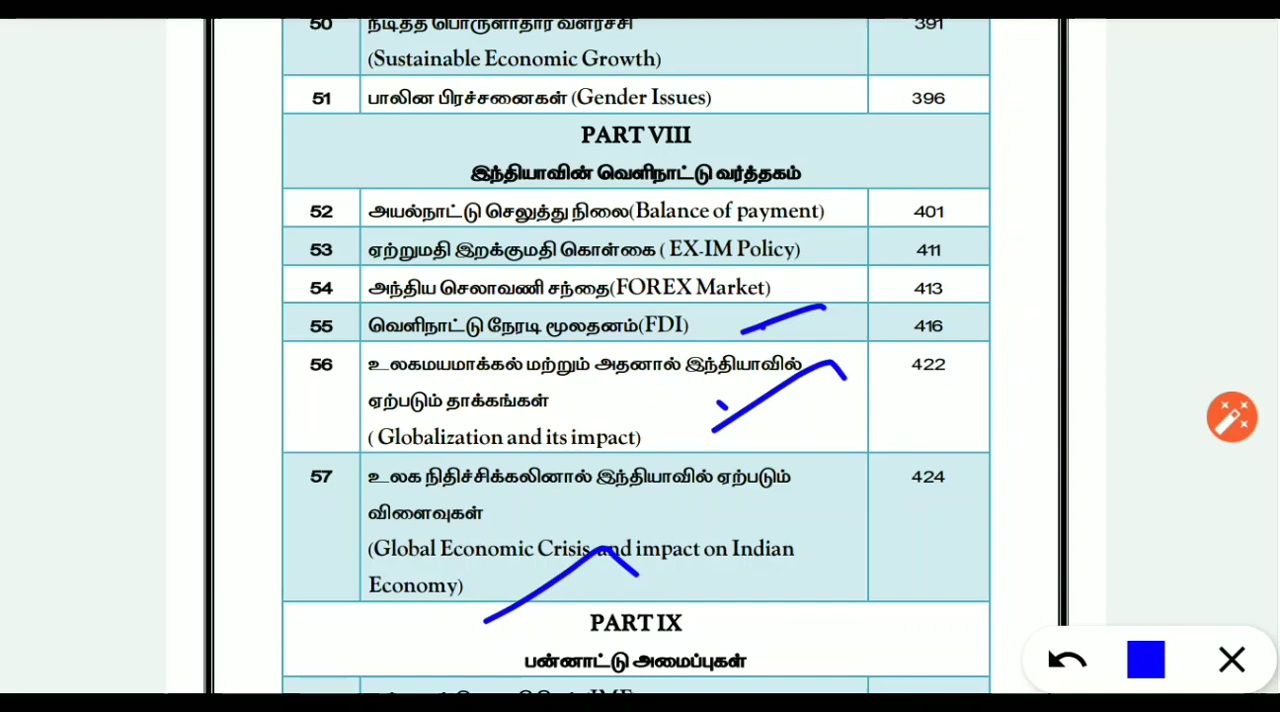 50 நீடித்த பொருளாதார வளர்ச்சி 391
(Sustainable Economic Growth)
51 பாலின பிரச்சனைகள் (Gender Issues) 396
PART VIII
இந்தியாவின் வெளிநாட்டு வர்த்தகம்
52 அயல்நாட்டு செலுத்து நிலை(Balance of payment) 401
53 ஏற்றுமதி இறக்குமதி கொள்கை ( EX-IM Policy) 411
54 அந்திய செலாவணி சந்தை(FOREX Market) 413
55 வெளிநாட்டு நேரடி மூலதனம்(FDI) 416
56 உலகமயமாக்கல் மற்றும் அதனால் இந்தியாவில் 422
ஏற்படும் தாக்கங்கள்
( Globalization and its impact)
57 உலக நிதிச்சிக்கலினால் இந்தியாவில் ஏற்படும் 424
விளைவுகள்
(Global Economic Crisis and impact on Indian
Economy)
PART IX
பன்னாட்டு அமைப்புகள்